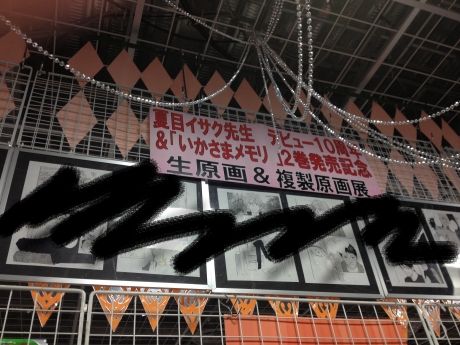 夏目イサク先生 デビュー10周年
&「いかさまメモリ」2巻発売記念
生原画&複製原画展